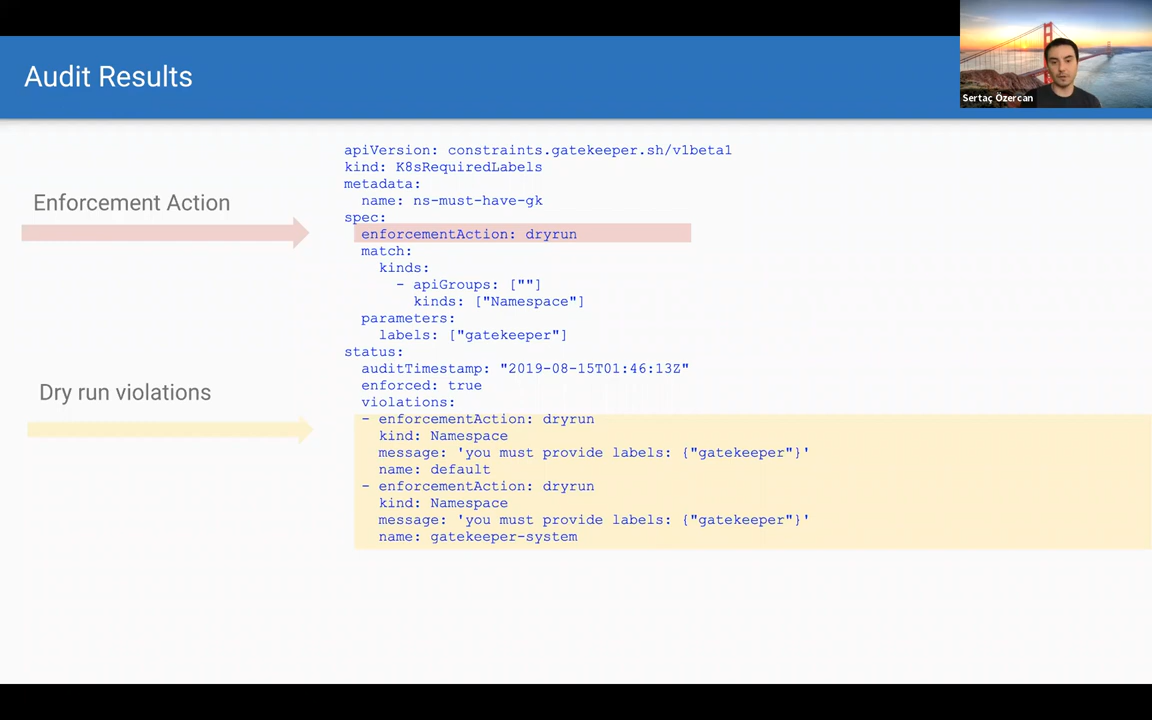 Audit Results
Sertaç Özercan
Enforcement Action
Dry run violations
apiVersion: constraints.gatekeeper.sh/v1beta1
kind: K8sRequiredLabels
metadata:
  name: ns-must-have-gk
spec:
  enforcementAction: dryrun
  match:
    kinds:
      - apiGroups: [""]
        kinds: ["Namespace"]
  parameters:
    labels: ["gatekeeper"]
status:
  auditTimestamp: "2019-08-15T01:46:13Z"
  enforced: true
  violations:
  - enforcementAction: dryrun
    kind: Namespace
    message: 'you must provide labels: {"gatekeeper"}'
    name: default
  - enforcementAction: dryrun
    kind: Namespace
    message: 'you must provide labels: {"gatekeeper"}'
    name: gatekeeper-system